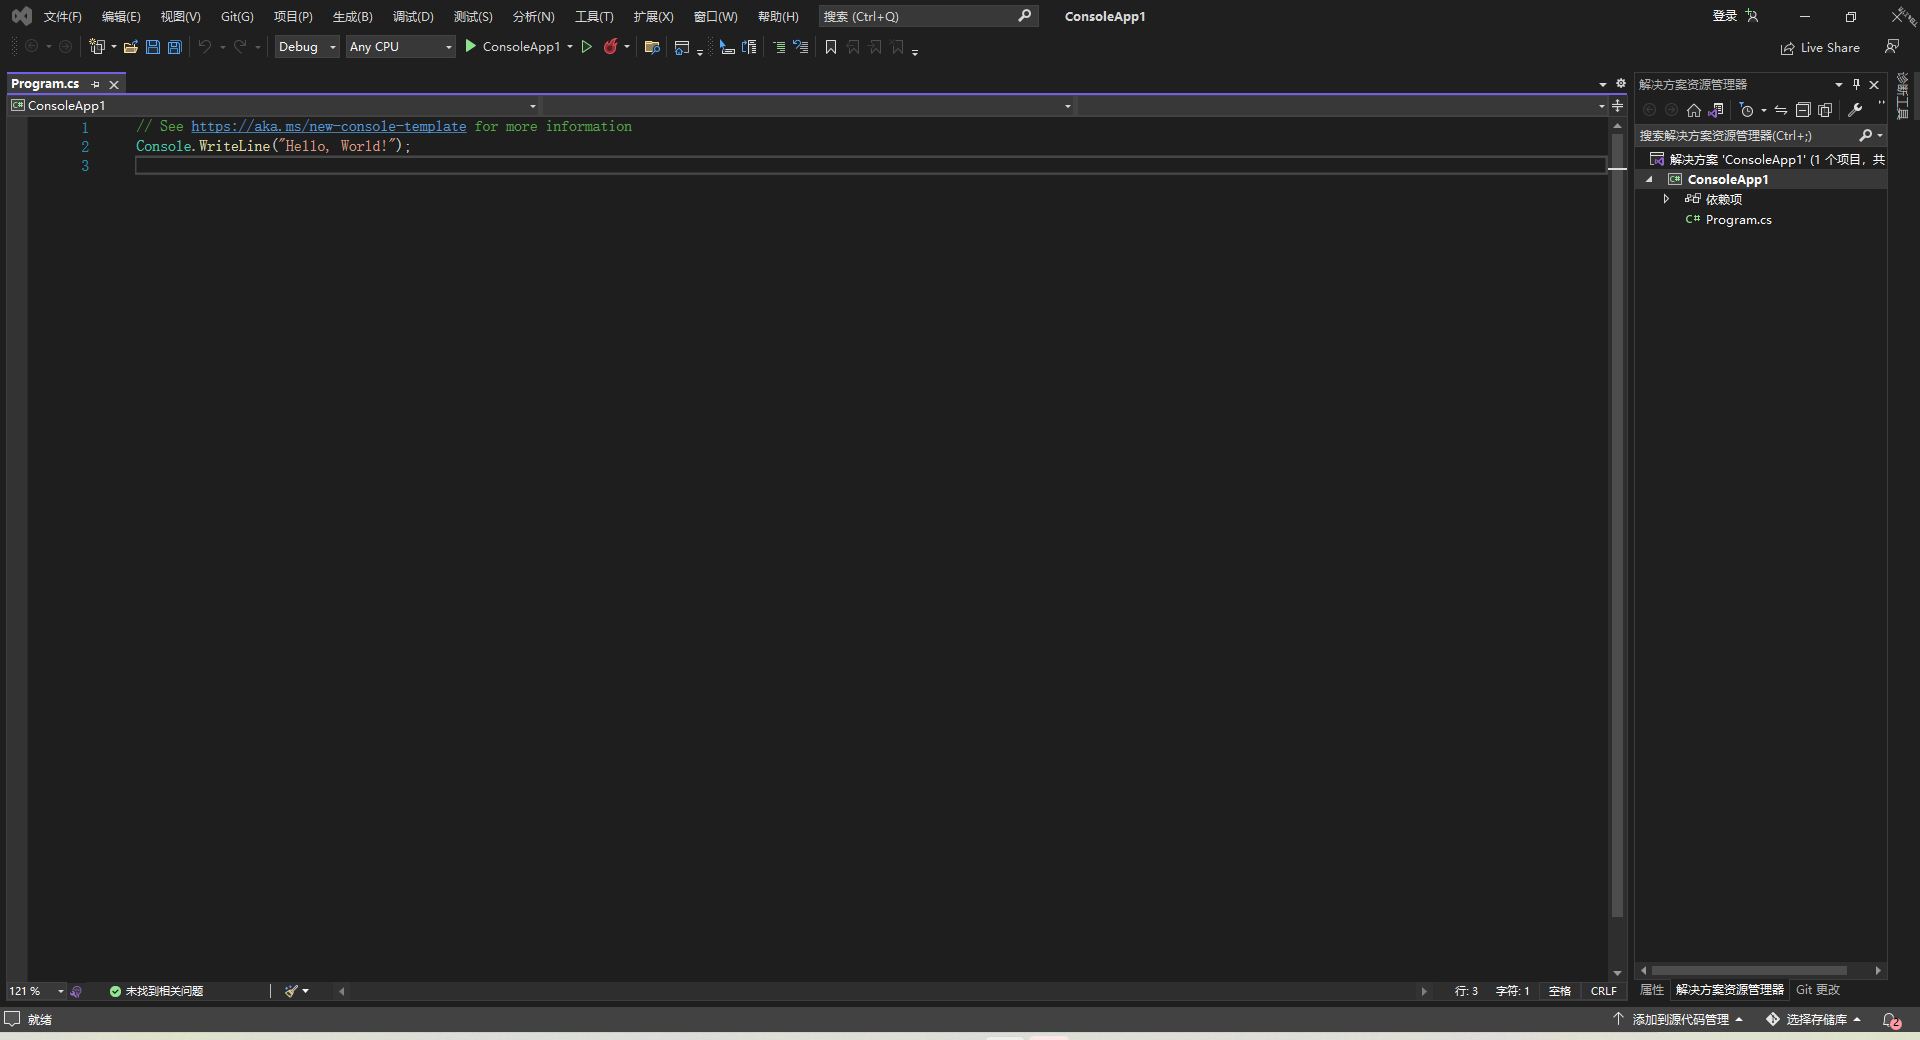 文件(F) 编辑(E) 视图(V) Git(G) 项目(P) 生成(B) 调试(D) 测试(S) 分析(N) 工具(T) 扩展(X) 窗口(W) 帮助(H) 搜索 (Ctrl+Q) ConsoleApp1 登录
Debug Any CPU ConsoleApp1 Live Share
Program.cs
ConsoleApp1
1 // See https://aka.ms/new-console-template for more information
2 Console.WriteLine("Hello, World!");
3
解决方案资源管理器
搜索解决方案资源管理器(Ctrl+;)
解决方案 'ConsoleApp1' (1 个项目，共
ConsoleApp1
依赖项
C# Program.cs
诊断工具
121 % 未找到相关问题 行: 3 字符: 1 空格 CRLF
属性 解决方案资源管理器 Git 更改
就绪 添加到源代码管理 选择存储库 2